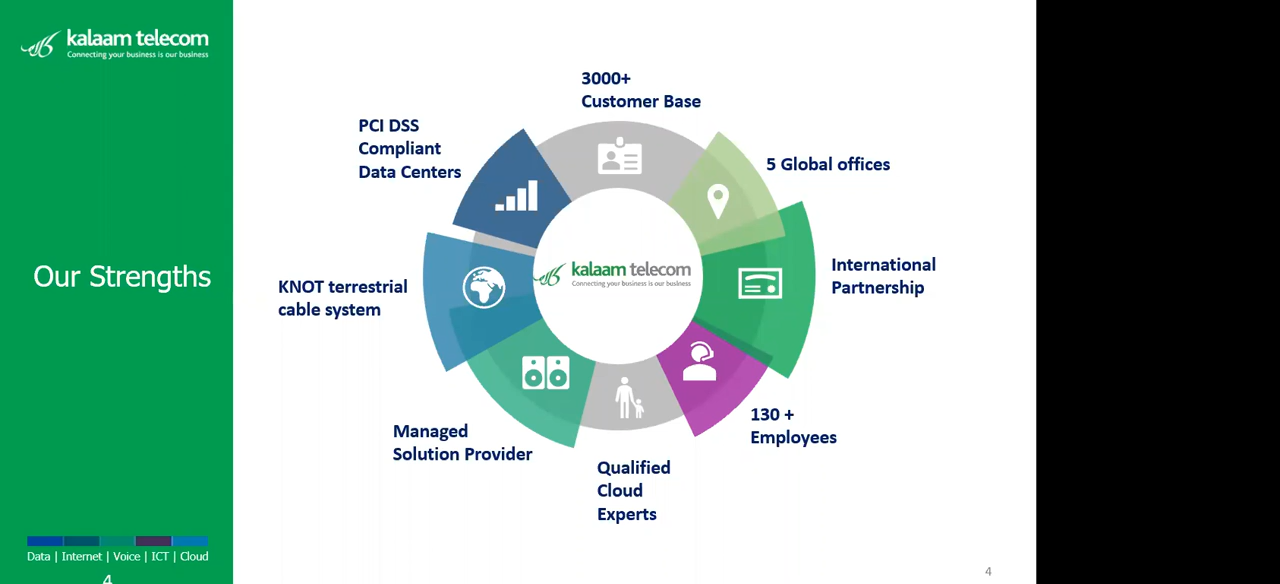 kalaam telecom
Connecting your business is our business
Our Strengths
Data | Internet | Voice | ICT | Cloud
4
3000+
Customer Base
PCI DSS
Compliant
Data Centers
5 Global offices
KNOT terrestrial
cable system
kalaam telecom
Connecting your business is our business
International
Partnership
Managed
Solution Provider
130 +
Employees
Qualified
Cloud
Experts
4